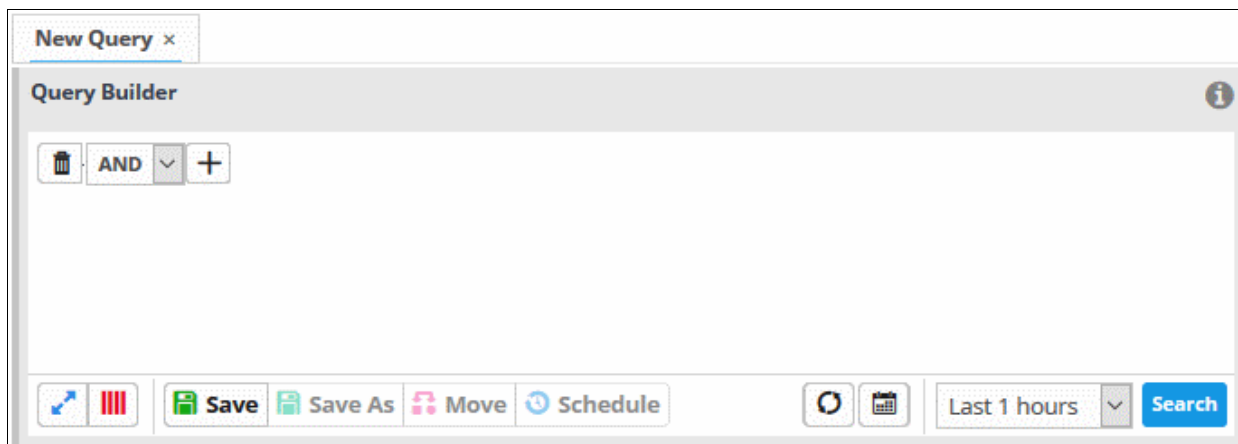 New Query ×
Query Builder
AND
Save Save As Move Schedule Last 1 hours Search